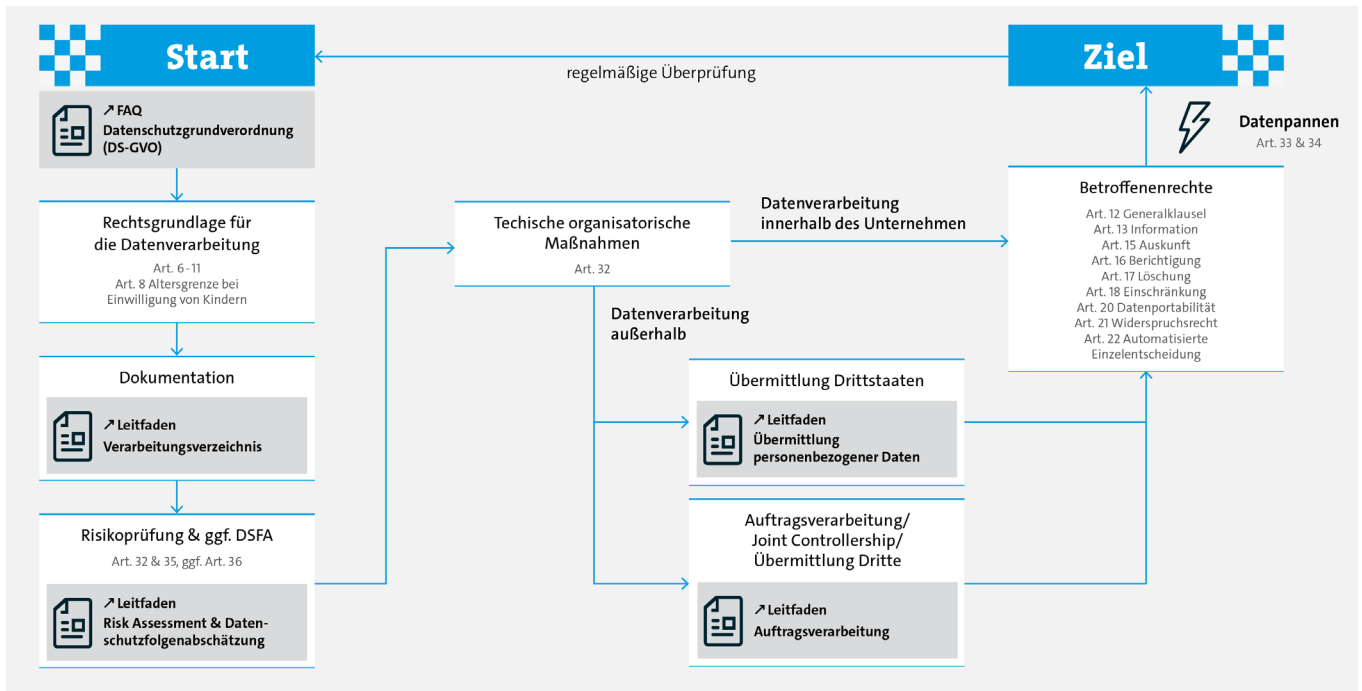 Start
regelmäßige Überprüfung
Ziel
↗ FAQ
Datenschutzgrundverordnung
(DS-GVO)
Rechtsgrundlage für
die Datenverarbeitung
Art. 6 - 11
Art. 8 Altersgrenze bei
Einwilligung von Kindern
Dokumentation
↗ Leitfaden
Verarbeitungsverzeichnis
Risikoprüfung & ggf. DSFA
Art. 32 & 35, ggf. Art. 36
↗ Leitfaden
Risk Assessment & Daten-
schutzfolgenabschätzung
Techische organisatorische
Maßnahmen
Art. 32
Datenverarbeitung
innerhalb des Unternehmen
Datenverarbeitung
außerhalb
Übermittlung Drittstaaten
↗ Leitfaden
Übermittlung
personenbezogener Daten
Auftragsverarbeitung/
Joint Controllership/
Übermittlung Dritte
↗ Leitfaden
Auftragsverarbeitung
Datenpannen
Art. 33 & 34
Betroffenenrechte
Art. 12 Generalklausel
Art. 13 Information
Art. 15 Auskunft
Art. 16 Berichtigung
Art. 17 Löschung
Art. 18 Einschränkung
Art. 20 Datenportabilität
Art. 21 Widerspruchsrecht
Art. 22 Automatisierte
Einzelentscheidung